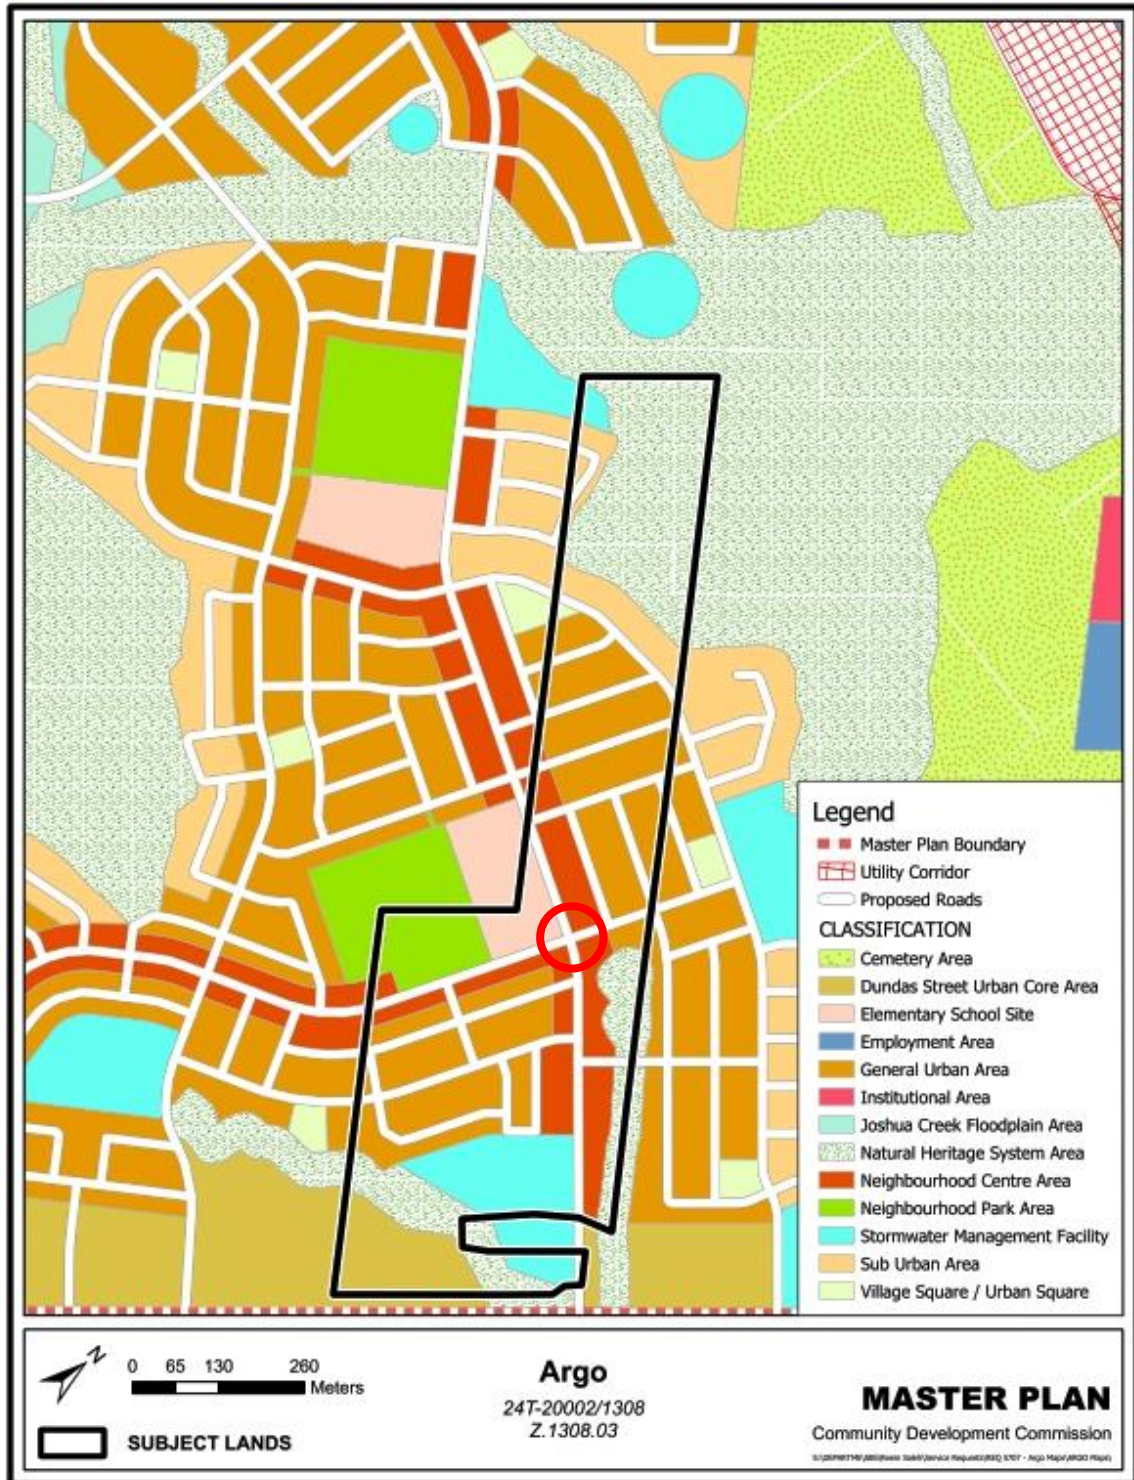 Legend
Master Plan Boundary
Utility Corridor
Proposed Roads
CLASSIFICATION
Cemetery Area
Dundas Street Urban Core Area
Elementary School Site
Employment Area
General Urban Area
Institutional Area
Joshua Creek Floodplain Area
Natural Heritage System Area
Neighbourhood Centre Area
Neighbourhood Park Area
Stormwater Management Facility
Sub Urban Area
Village Square / Urban Square
N
0 65 130 260
Meters
SUBJECT LANDS
Argo
24T-20002/1308
Z.1308.03
MASTER PLAN
Community Development Commission